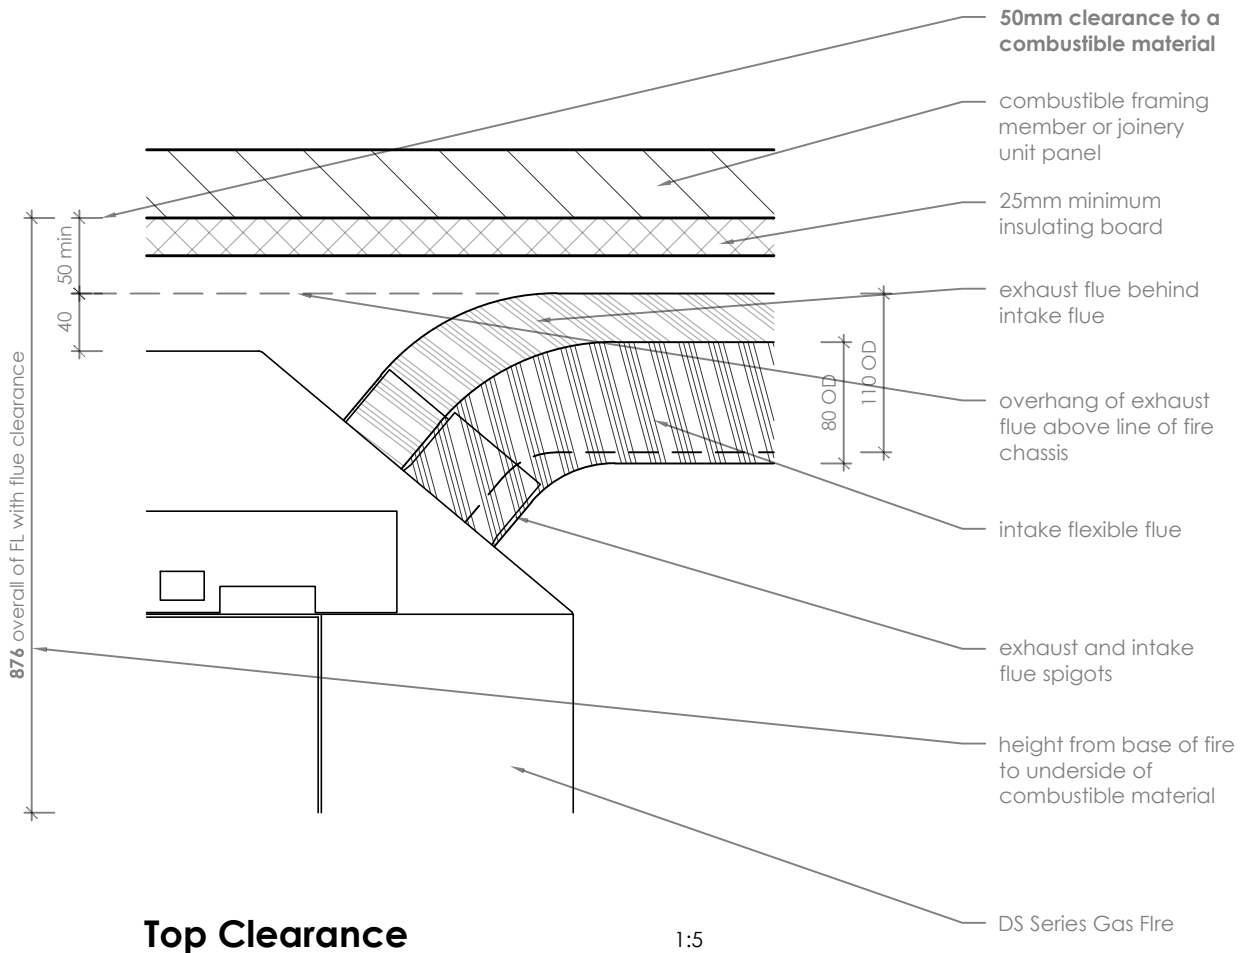 50mm clearance to a
combustible material
combustible framing
member or joinery
unit panel
25mm minimum
insulating board
exhaust flue behind
intake flue
overhang of exhaust
flue above line of fire
chassis
intake flexible flue
exhaust and intake
flue spigots
height from base of fire
to underside of
combustible material
DS Series Gas FIre
50 min
40
876 overall of FL with flue clearance
80 OD
110 OD
Top Clearance
1:5